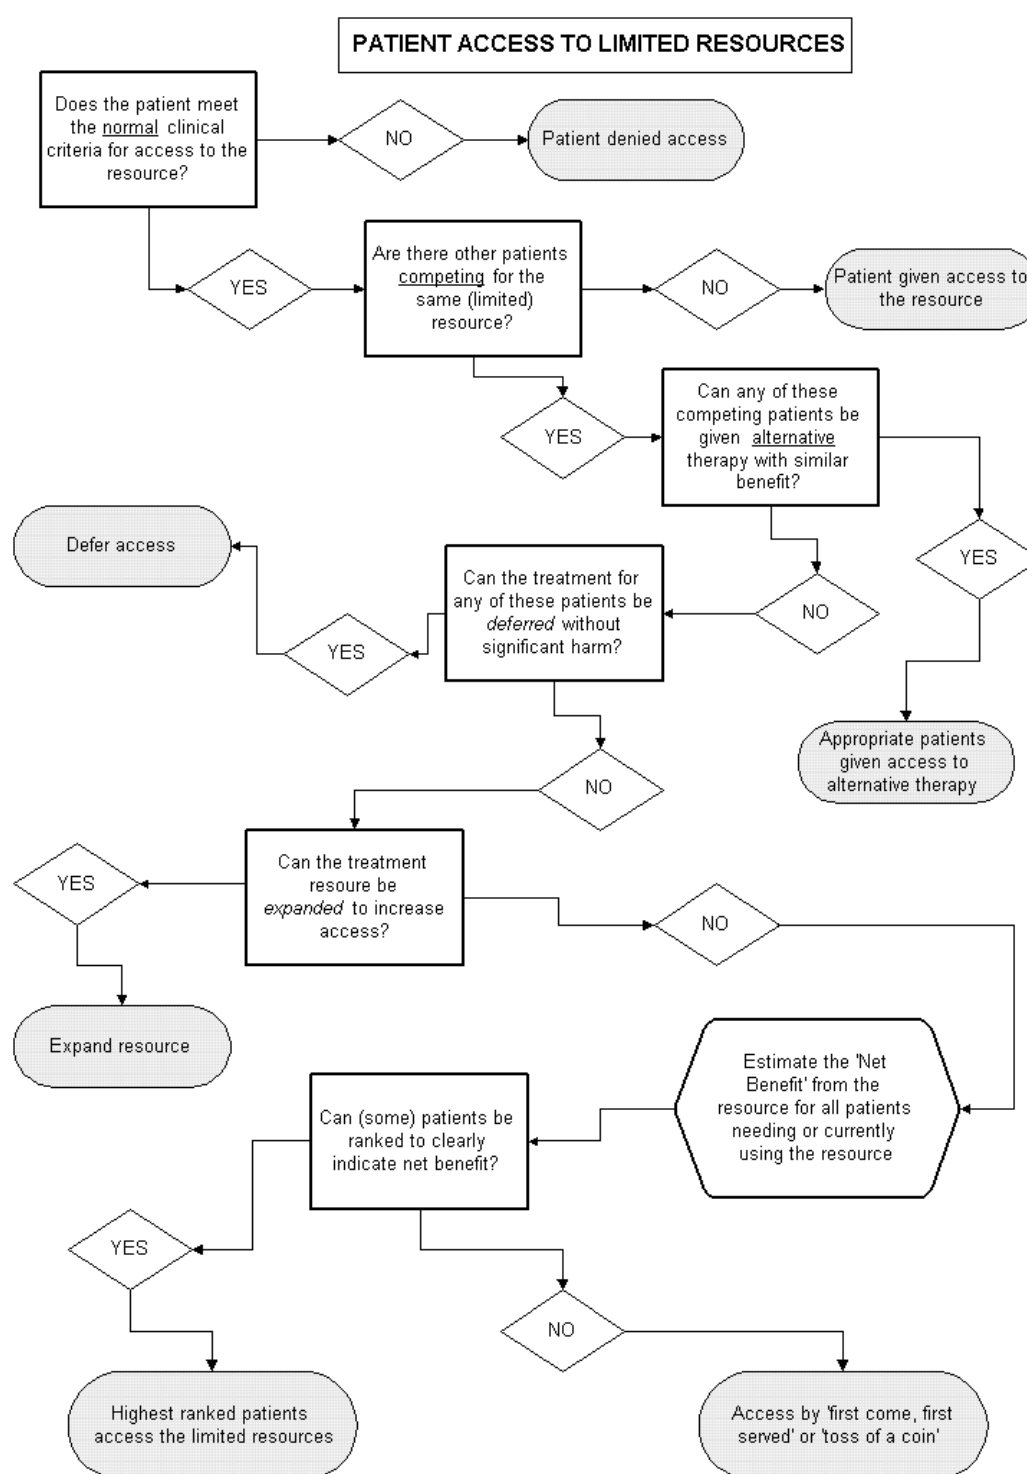 PATIENT ACCESS TO LIMITED RESOURCES
Does the patient meet
the normal clinical
criteria for access to the
resource?
NO
Patient denied access
YES
Are there other patients
competing for the
same (limited)
resource?
NO
Patient given access to
the resource
YES
Can any of these
competing patients be
given alternative
therapy with similar
benefit?
YES
Appropriate patients
given access to
alternative therapy
NO
Can the treatment for
any of these patients be
deferred without
significant harm?
YES
Defer access
NO
Can the treatment
resoure be
expanded to increase
access?
YES
Expand resource
NO
Estimate the 'Net
Benefit' from the
resource for all patients
needing or currently
using the resource
Can (some) patients be
ranked to clearly
indicate net benefit?
YES
Highest ranked patients
access the limited resources
NO
Access by 'first come, first
served' or 'toss of a coin'